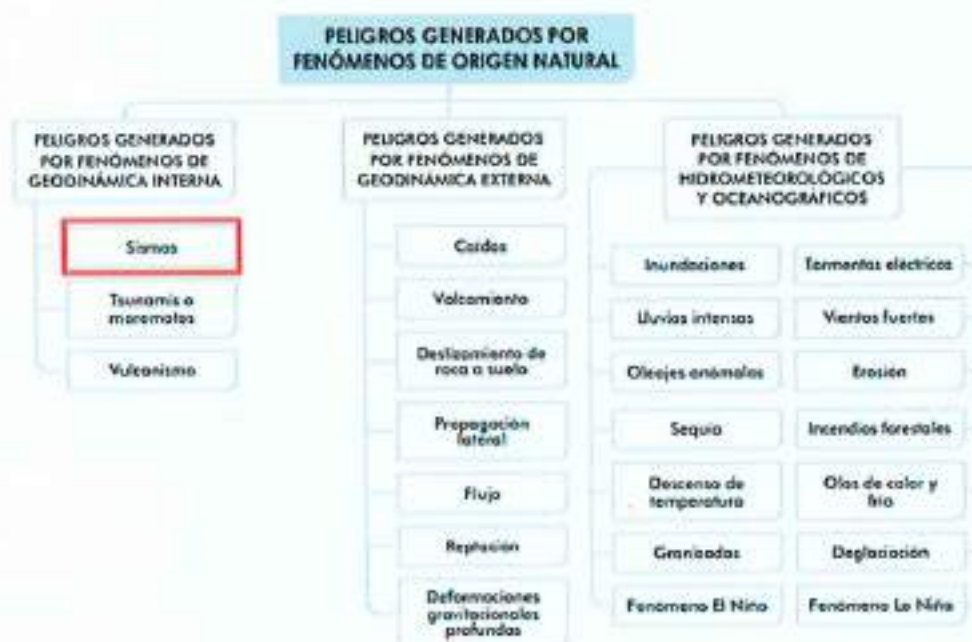 PELIGROS GENERADOS POR
FENÓMENOS DE ORIGEN NATURAL
PELIGROS GENERADOS
POR FENÓMENOS DE
GEODINÁMICA INTERNA
Sismos
Tsunamis o
maremotos
Vulcanismo
PELIGROS GENERADOS
POR FENÓMENOS DE
GEODINÁMICA EXTERNA
Caídas
Volcamiento
Deslizamiento de
roca o suelo
Propagación
lateral
Flujo
Reptación
Deformaciones
gravitacionales
profundas
PELIGROS GENERADOS
POR FENÓMENOS DE
HIDROMETEOROLÓGICOS
Y OCEANOGRÁFICOS
Inundaciones
Lluvias intensas
Oleajes anómalos
Sequía
Descenso de
temperatura
Granizadas
Fenómeno El Niño
Tormentas eléctricas
Vientos fuertes
Erosión
Incendios forestales
Olas de calor y
frío
Deglaciación
Fenómeno La Niña